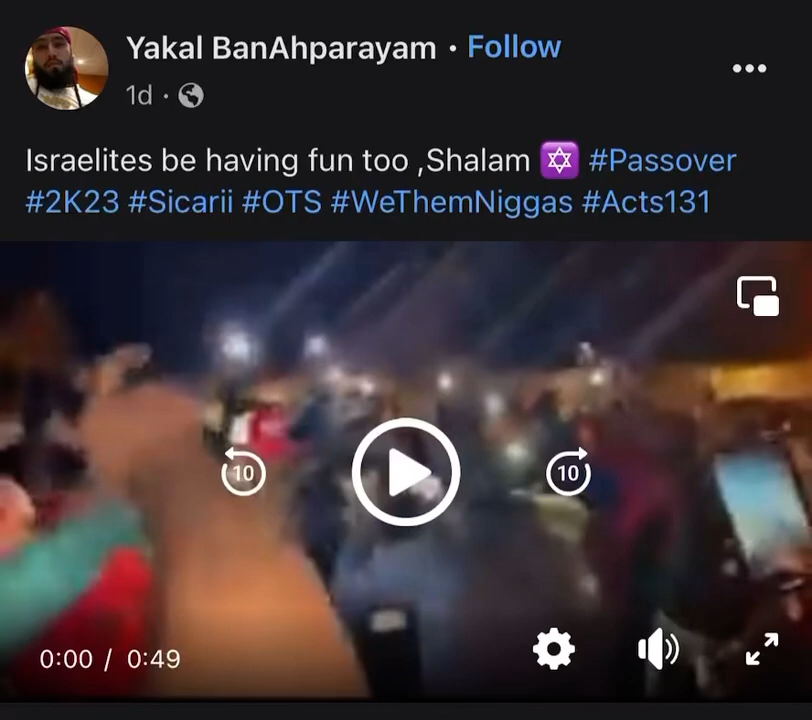 Yakal BanAhparayam · Follow
1d ·
Israelites be having fun too ,Shalam ✡️ #Passover
#2K23 #Sicarii #OTS #WeThemNiggas #Acts131
10
10
0:00 / 0:49